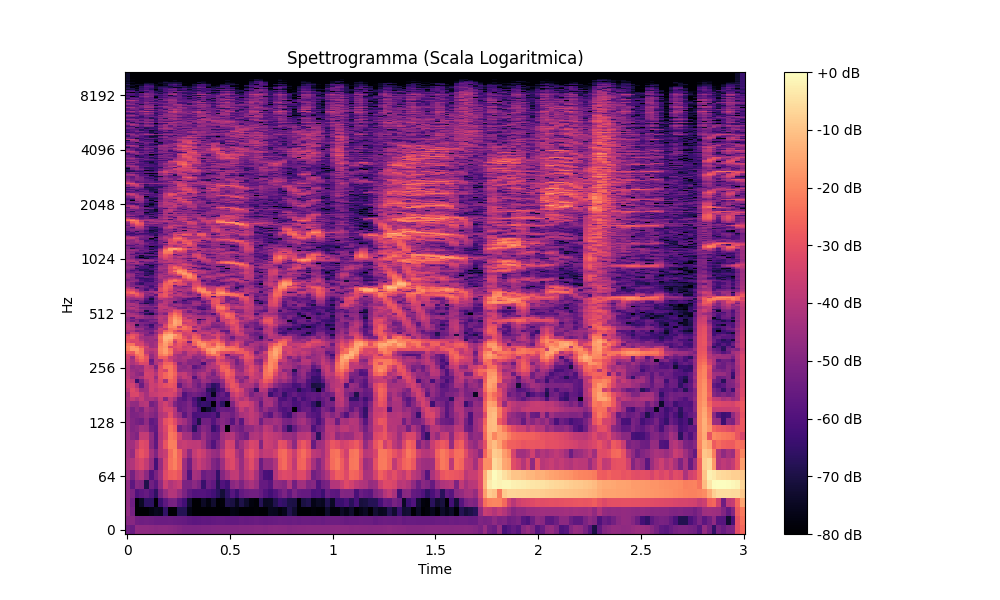 Spettrogramma (Scala Logaritmica)
Hz
8192
4096
2048
1024
512
256
128
64
0
0
0.5
1
1.5
2
2.5
3
Time
+0 dB
-10 dB
-20 dB
-30 dB
-40 dB
-50 dB
-60 dB
-70 dB
-80 dB